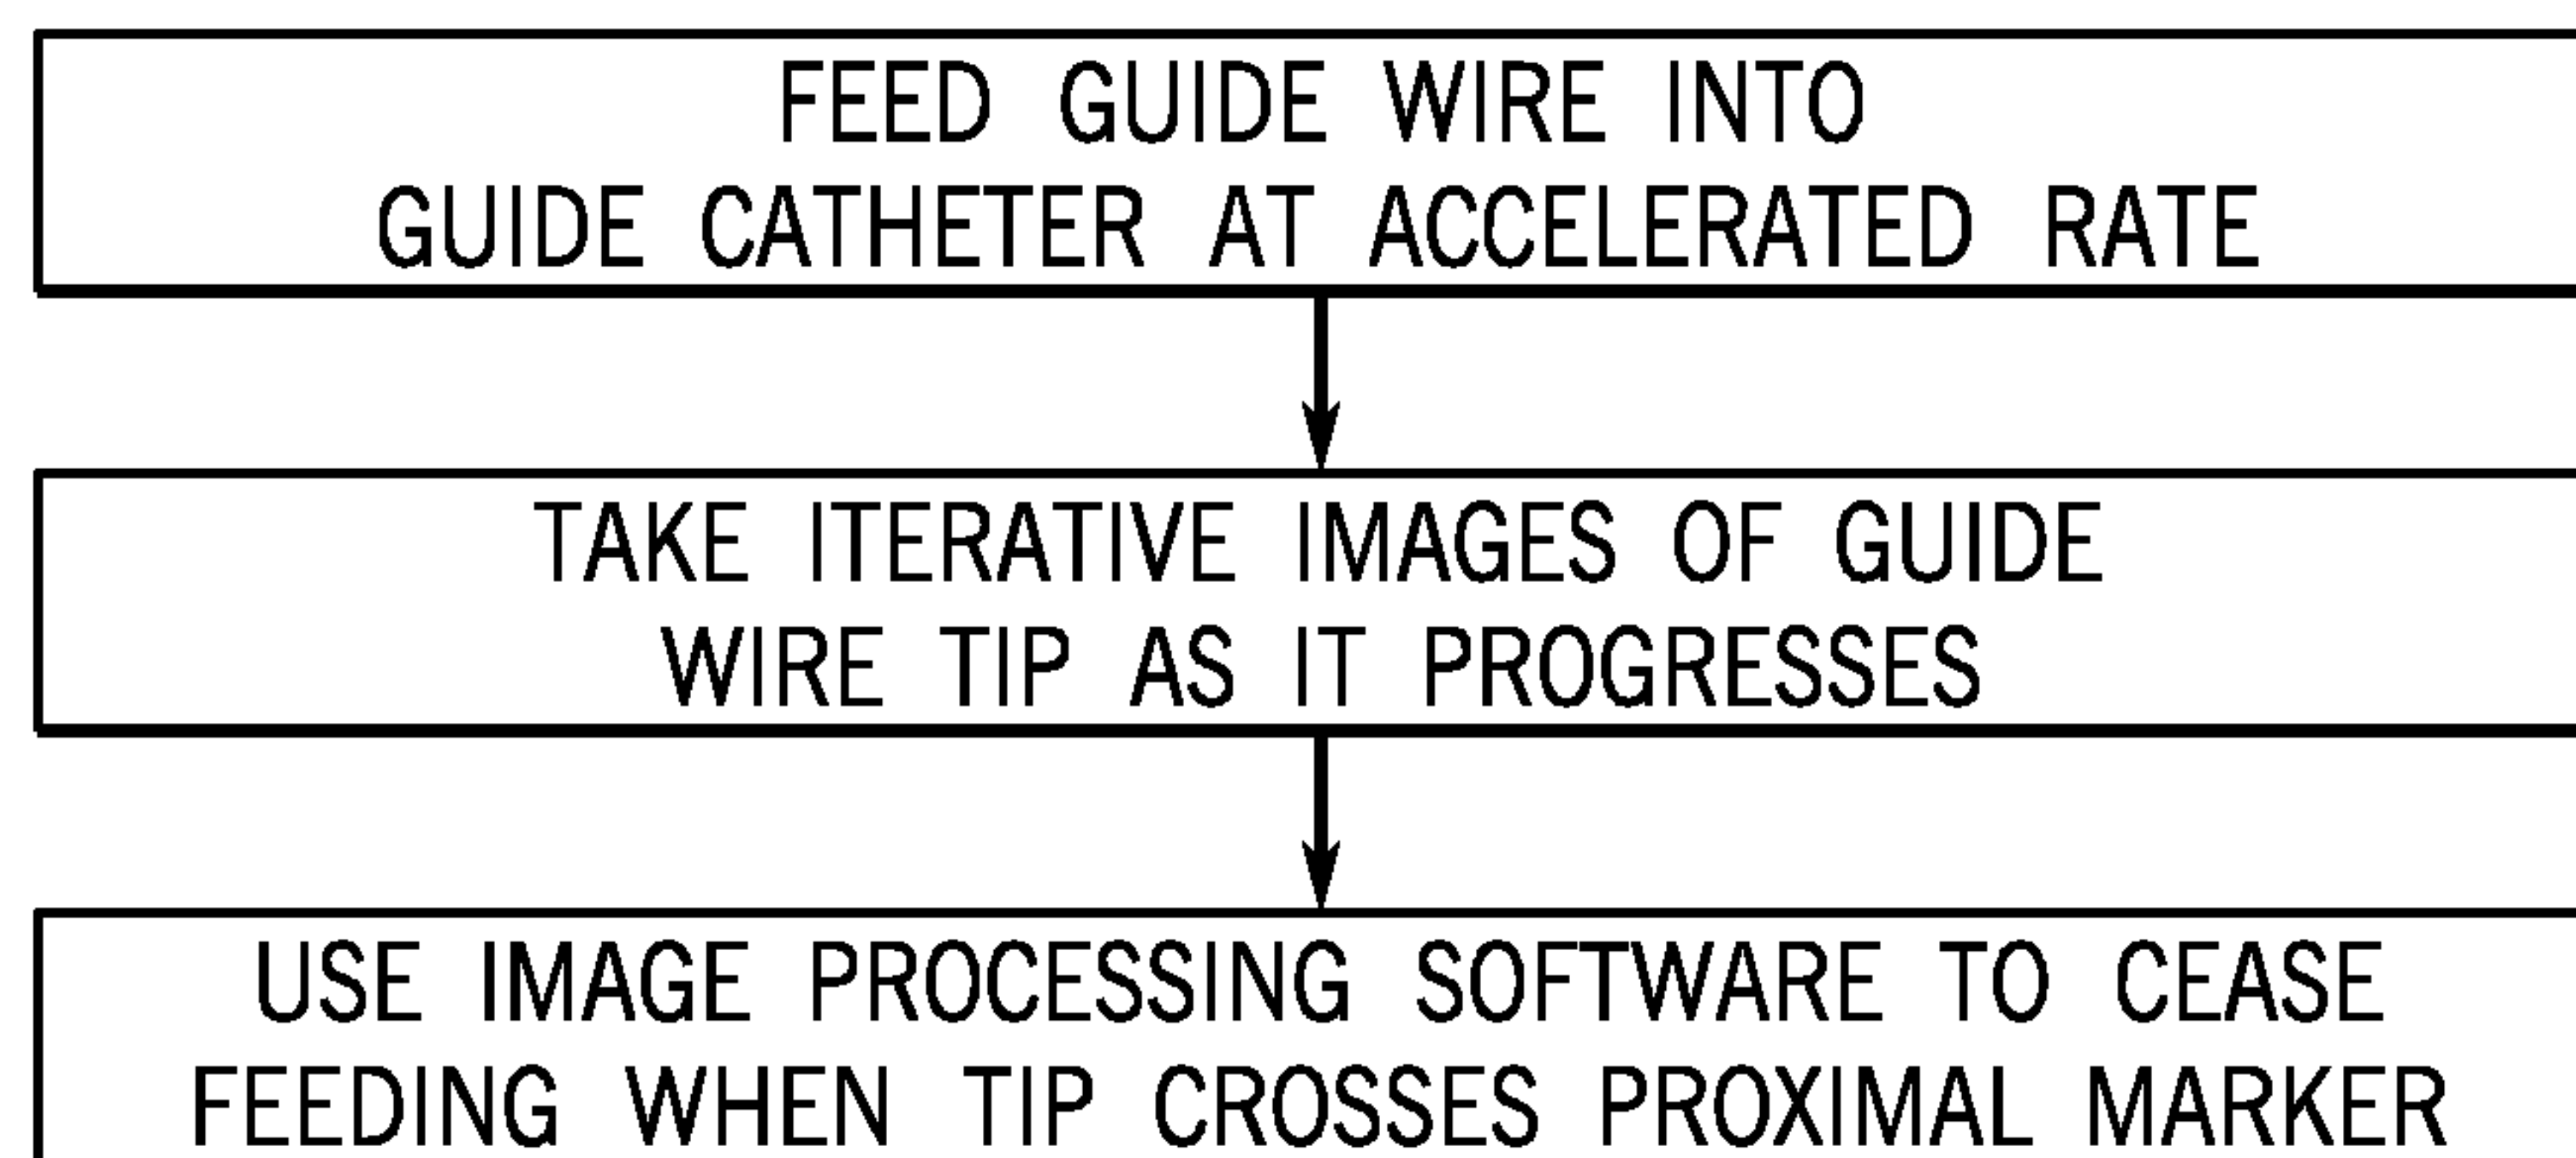 FEED GUIDE WIRE INTO
GUIDE CATHETER AT ACCELERATED RATE
TAKE ITERATIVE IMAGES OF GUIDE
WIRE TIP AS IT PROGRESSES
USE IMAGE PROCESSING SOFTWARE TO CEASE
FEEDING WHEN TIP CROSSES PROXIMAL MARKER